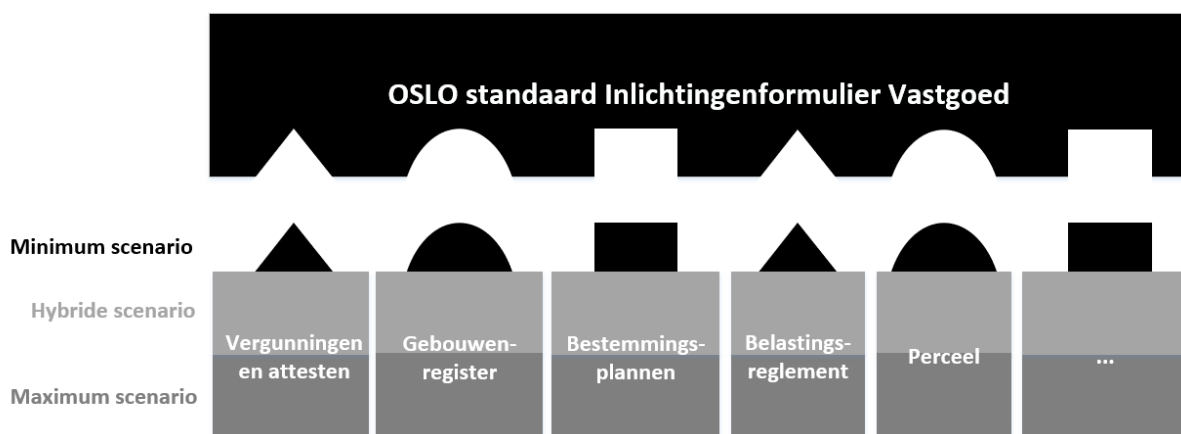 OSLO standaard Inlichtingenformulier Vastgoed
Minimum scenario
Hybride scenario
Maximum scenario
Vergunningen
en attesten
Gebouwen-
register
Bestemmings-
plannen
Belastings-
reglement
Perceel
...